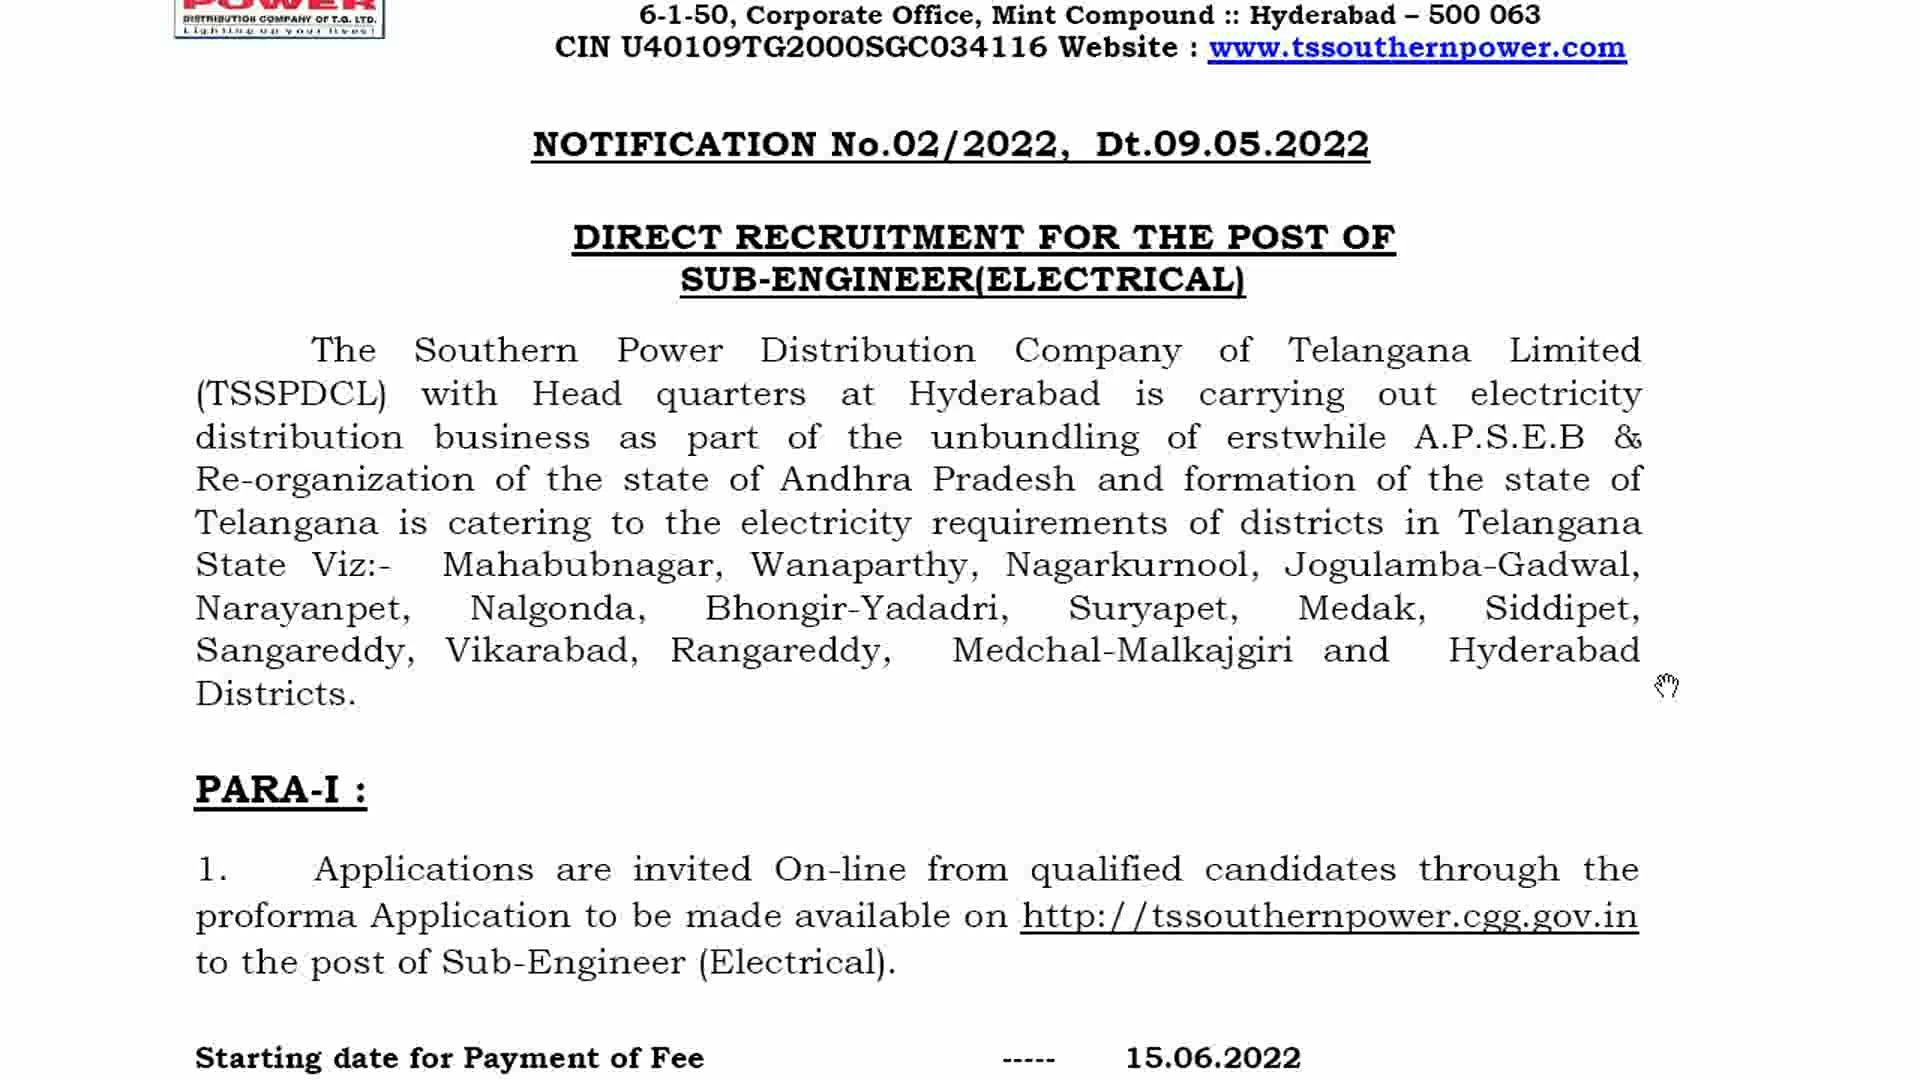 POWER
DISTRIBUTION COMPANY OF T.G. LTD.
Lighting up your lives!
6-1-50, Corporate Office, Mint Compound :: Hyderabad – 500 063
CIN U40109TG2000SGC034116 Website : www.tssouthernpower.com
NOTIFICATION No.02/2022, Dt.09.05.2022
DIRECT RECRUITMENT FOR THE POST OF
SUB-ENGINEER(ELECTRICAL)
The Southern Power Distribution Company of Telangana Limited
(TSSPDCL) with Head quarters at Hyderabad is carrying out electricity
distribution business as part of the unbundling of erstwhile A.P.S.E.B &
Re-organization of the state of Andhra Pradesh and formation of the state of
Telangana is catering to the electricity requirements of districts in Telangana
State Viz:- Mahabubnagar, Wanaparthy, Nagarkurnool, Jogulamba-Gadwal,
Narayanpet, Nalgonda, Bhongir-Yadadri, Suryapet, Medak, Siddipet,
Sangareddy, Vikarabad, Rangareddy, Medchal-Malkajgiri and Hyderabad
Districts.
PARA-I :
1. Applications are invited On-line from qualified candidates through the
proforma Application to be made available on http://tssouthernpower.cgg.gov.in
to the post of Sub-Engineer (Electrical).
Starting date for Payment of Fee ----- 15.06.2022